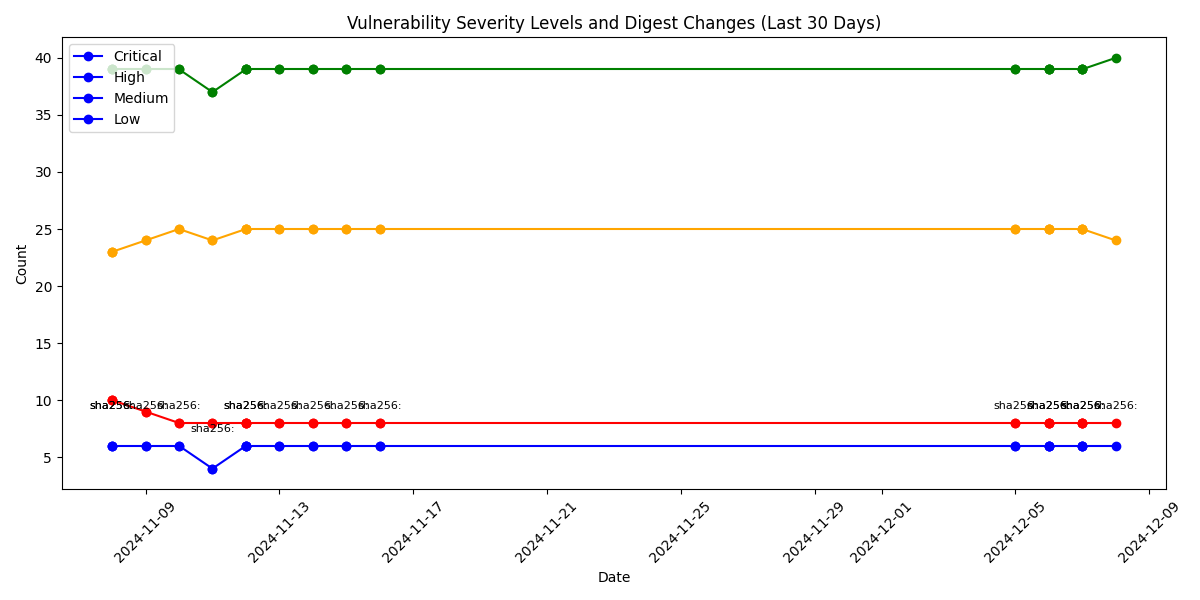 Vulnerability Severity Levels and Digest Changes (Last 30 Days)
Critical
High
Medium
Low
Count
40
35
30
25
20
15
10
5
sha256: sha256: sha256: sha256: sha256: sha256: sha256: sha256: sha256: sha256: sha256: sha256:
sha256:
2024-11-09
2024-11-13
2024-11-17
2024-11-21
2024-11-25
2024-11-29
2024-12-01
2024-12-05
2024-12-09
Date